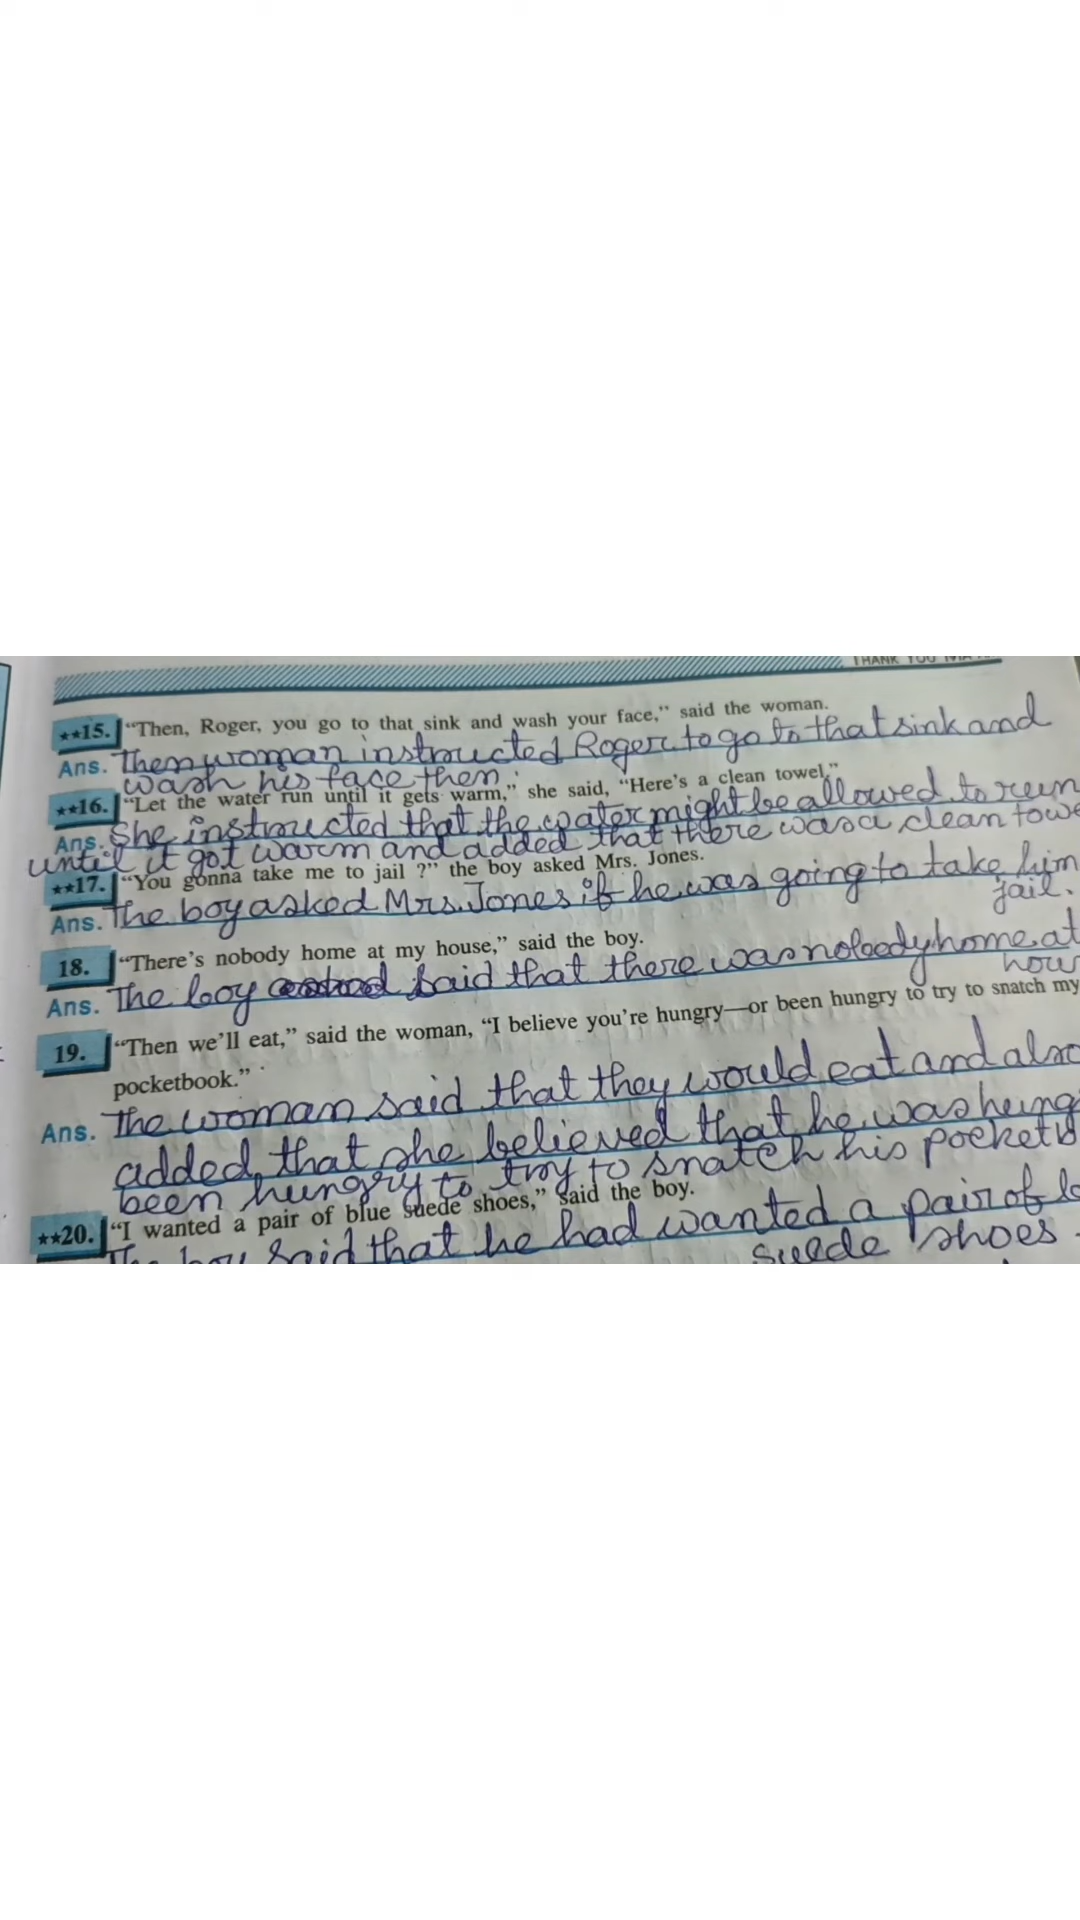 THANK YOU
**15. "Then, Roger, you go to that sink and wash your face," said the woman.
Ans. Then woman instructed Roger to go to that sink and
wash his face then.
**16. "Let the water run until it gets warm," she said, "Here's a clean towel."
Ans. She instructed that the water might be allowed to run
until it got warm and added that there was a clean towe
**17. "You gonna take me to jail ?" the boy asked Mrs. Jones.
Ans. The boy asked Mrs. Jones if he was going to take him
jail.
18. "There's nobody home at my house," said the boy.
Ans. The boy said that there was nobody home at
hou
19. "Then we'll eat," said the woman, "I believe you're hungry—or been hungry to try to snatch my
pocketbook."
Ans. The woman said that they would eat and also
added that she believed that he was hung
been hungry to try to snatch his pocketb
**20. "I wanted a pair of blue suede shoes," said the boy.
The boy said that he had wanted a pair of b
suede shoes